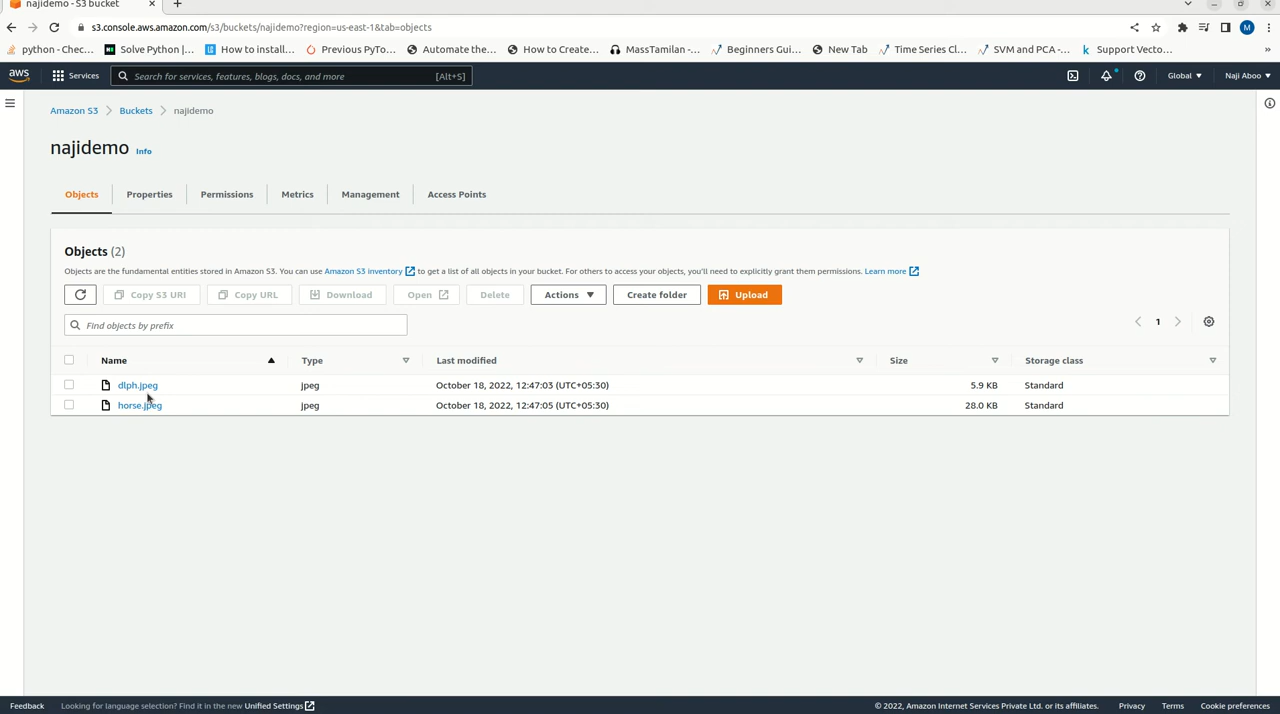 najidemo - S3 bucket
s3.console.aws.amazon.com/s3/buckets/najidemo?region=us-east-1&tab=objects
M
python - Chec... Solve Python |... How to install... Previous PyTo... Automate the... How to Create... MassTamilan -... Beginners Gui... New Tab Time Series Cl... SVM and PCA -... Support Vecto... »
aws Services Search for services, features, blogs, docs, and more [Alt+S] Global ▼ Naji Aboo ▼
Amazon S3 > Buckets > najidemo
najidemo Info
Objects Properties Permissions Metrics Management Access Points
Objects (2)
Objects are the fundamental entities stored in Amazon S3. You can use Amazon S3 inventory to get a list of all objects in your bucket. For others to access your objects, you'll need to explicitly grant them permissions. Learn more
Copy S3 URI Copy URL Download Open Delete Actions ▼ Create folder Upload
Find objects by prefix 1
Name Type Last modified Size Storage class
dlph.jpeg jpeg October 18, 2022, 12:47:03 (UTC+05:30) 5.9 KB Standard
horse.jpeg jpeg October 18, 2022, 12:47:05 (UTC+05:30) 28.0 KB Standard
Feedback Looking for language selection? Find it in the new Unified Settings © 2022, Amazon Internet Services Private Ltd. or its affiliates. Privacy Terms Cookie preferences